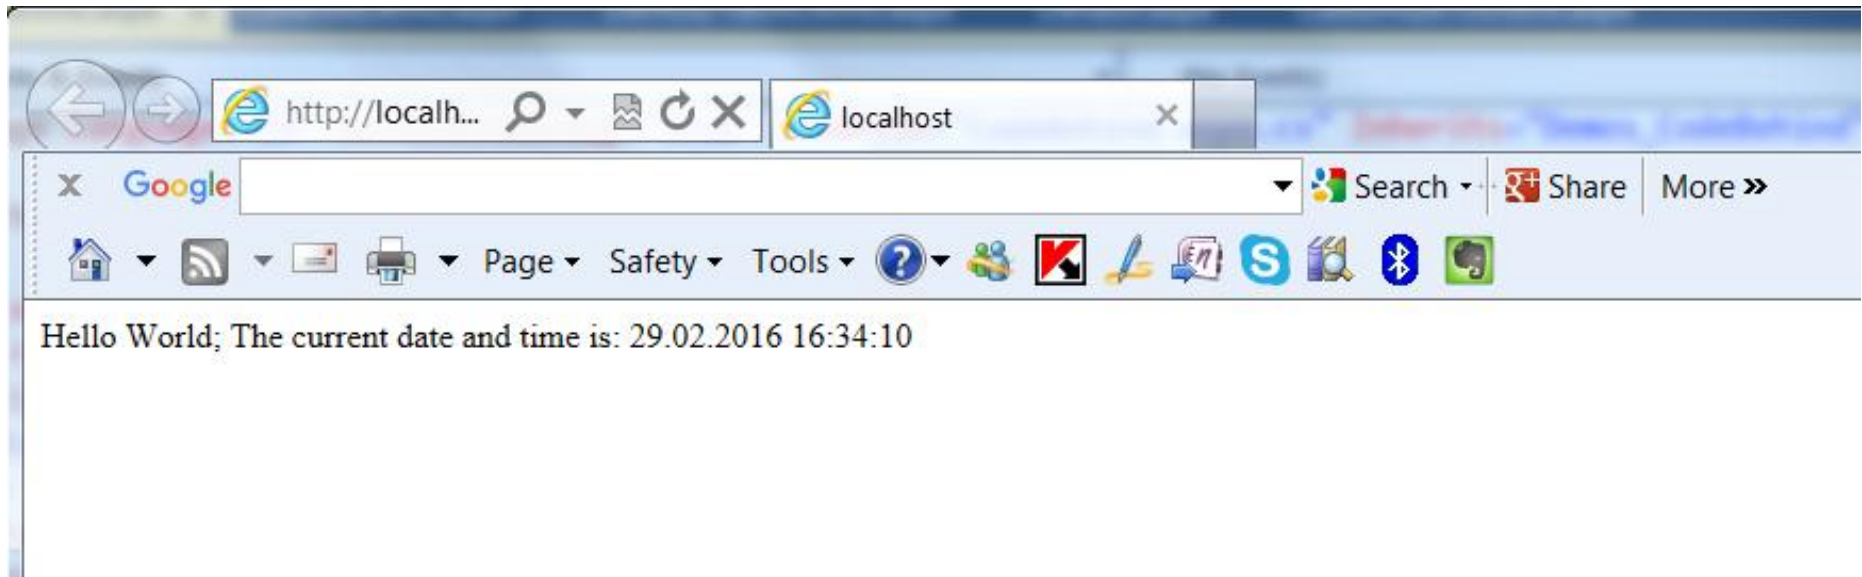 http://localh...
localhost
Google
Search
Share
More »
Page
Safety
Tools
Hello World; The current date and time is: 29.02.2016 16:34:10